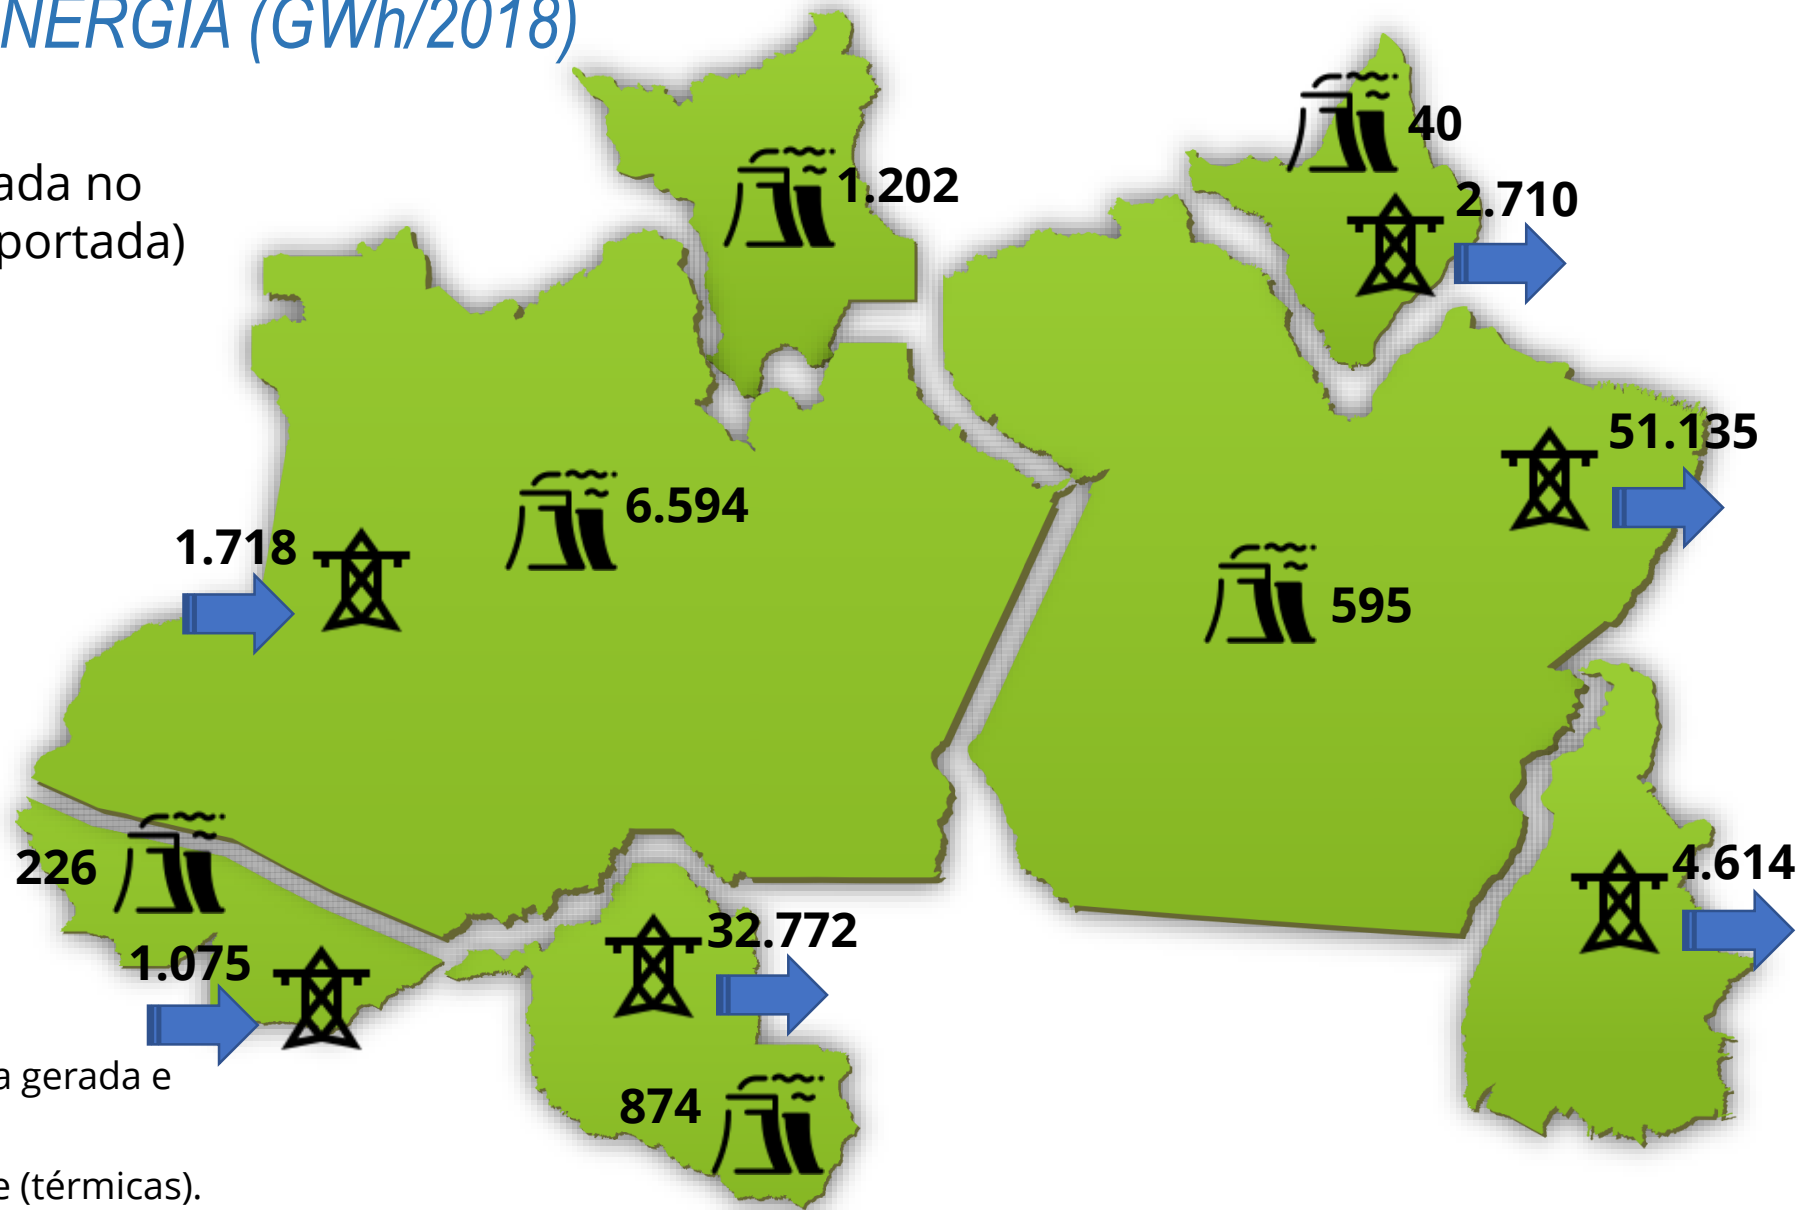 NERGIA (GWh/2018)
ada no
portada)
1.202
40
2.710
51.135
6.594
1.718
595
226
1.075
32.772
4.614
874
a gerada e
e (térmicas).